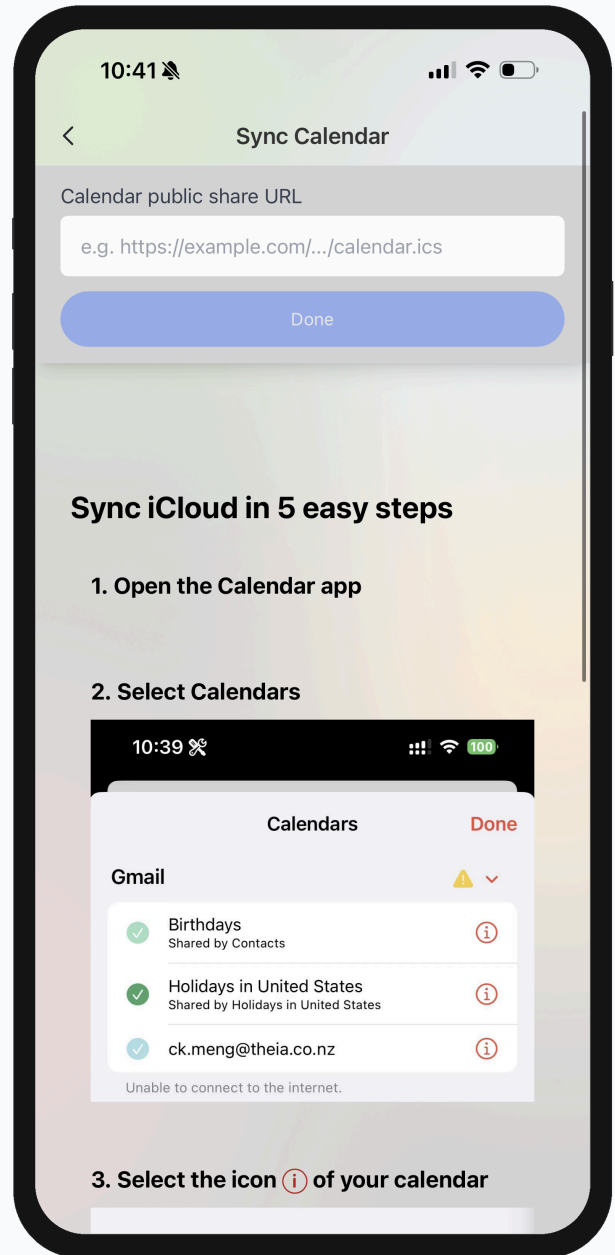 10:41
Sync Calendar
Calendar public share URL
e.g. https://example.com/.../calendar.ics
Done
Sync iCloud in 5 easy steps
1. Open the Calendar app
2. Select Calendars
10:39
100
Calendars
Done
Gmail
Birthdays
Shared by Contacts
Holidays in United States
Shared by Holidays in United States
ck.meng@theia.co.nz
Unable to connect to the internet.
3. Select the icon i of your calendar